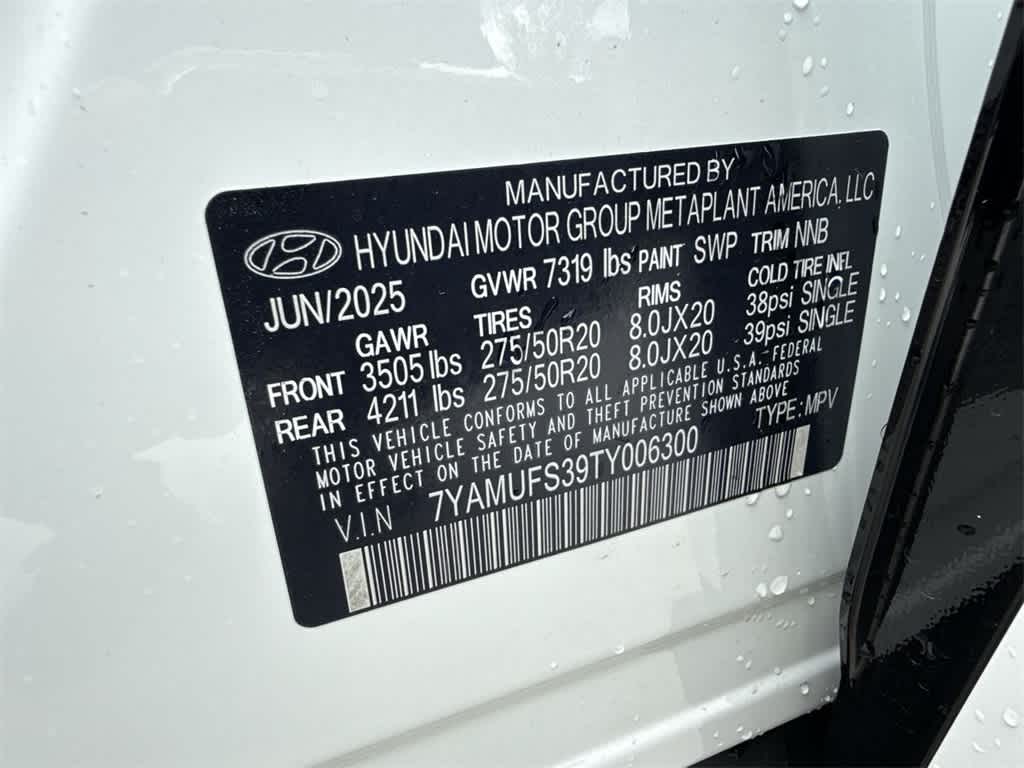 MANUFACTURED BY
HYUNDAI MOTOR GROUP METAPLANT AMERICA, LLC
JUN/2025 GVWR 7319 lbs PAINT SWP TRIM NNB
GAWR TIRES RIMS COLD TIRE INFL
FRONT 3505 lbs 275/50R20 8.0JX20 38psi SINGLE
REAR 4211 lbs 275/50R20 8.0JX20 39psi SINGLE
THIS VEHICLE CONFORMS TO ALL APPLICABLE U.S.A. FEDERAL
MOTOR VEHICLE SAFETY AND THEFT PREVENTION STANDARDS
IN EFFECT ON THE DATE OF MANUFACTURE SHOWN ABOVE
V.I.N 7YAMUFS39TY006300 TYPE: MPV